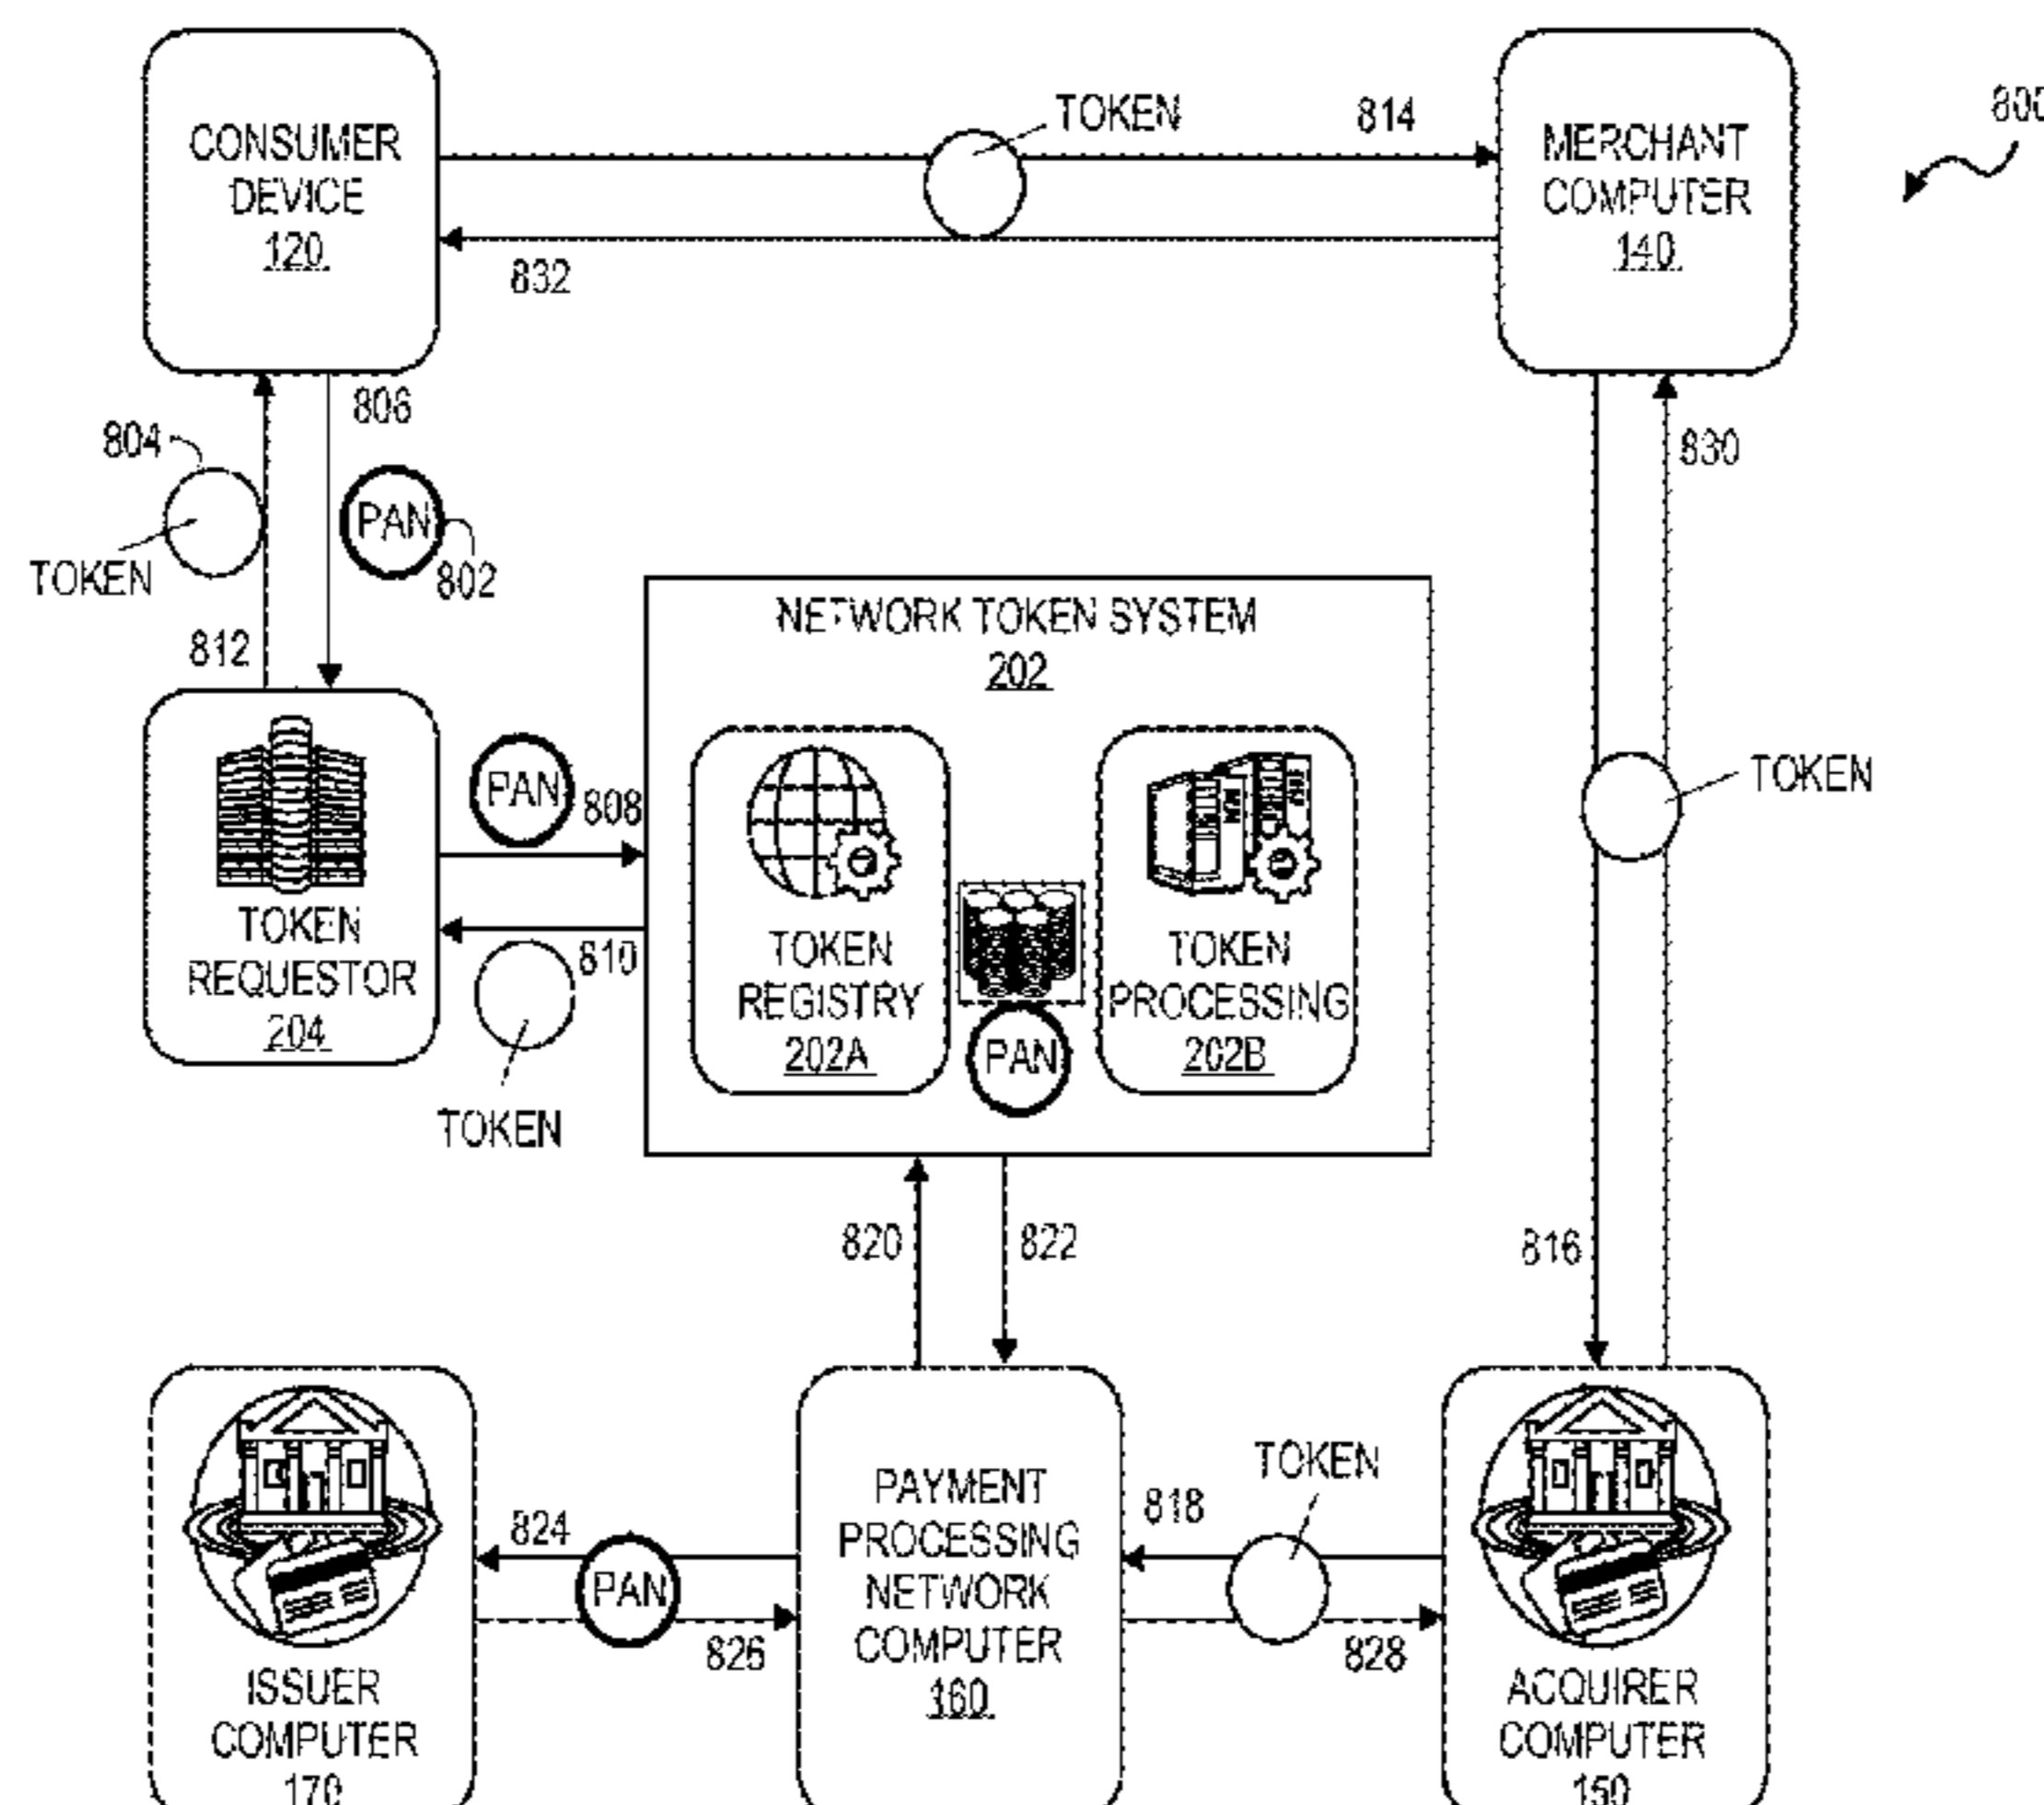 CONSUMER
DEVICE
120
TOKEN
814
832
MERCHANT
COMPUTER
140
800
804
806
PAN
802
TOKEN
812
830
TOKEN
NETWORK TOKEN SYSTEM
202
TOKEN
REQUESTOR
204
PAN
808
810
TOKEN
TOKEN
REGISTRY
202A
PAN
TOKEN
PROCESSING
202B
820
822
816
ISSUER
COMPUTER
170
824
PAN
826
PAYMENT
PROCESSING
NETWORK
COMPUTER
160
TOKEN
818
828
ACQUIRER
COMPUTER
150